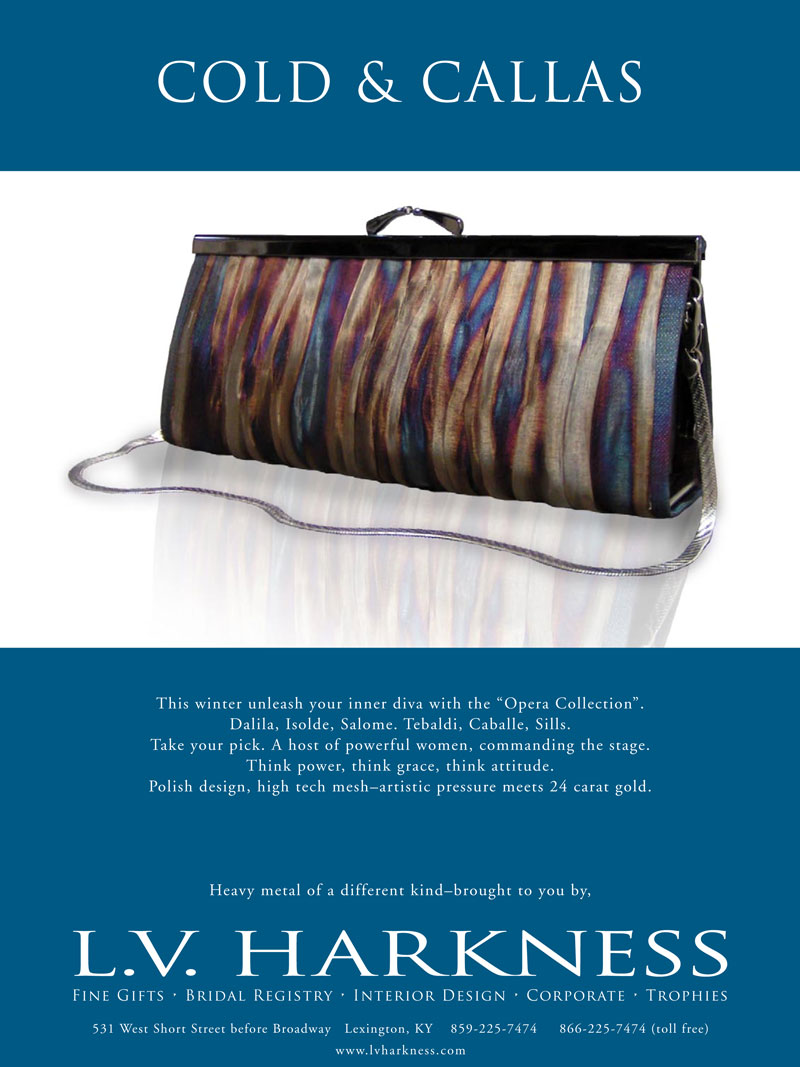 COLD & CALLAS
This winter unleash your inner diva with the “Opera Collection”.
Dalila, Isolde, Salome. Tebaldi, Caballe, Sills.
Take your pick. A host of powerful women, commanding the stage.
Think power, think grace, think attitude.
Polish design, high tech mesh–artistic pressure meets 24 carat gold.
Heavy metal of a different kind–brought to you by,
L.V. HARKNESS
FINE GIFTS · BRIDAL REGISTRY · INTERIOR DESIGN · CORPORATE · TROPHIES
531 West Short Street before Broadway Lexington, KY 859-225-7474 866-225-7474 (toll free)
www.lvharkness.com